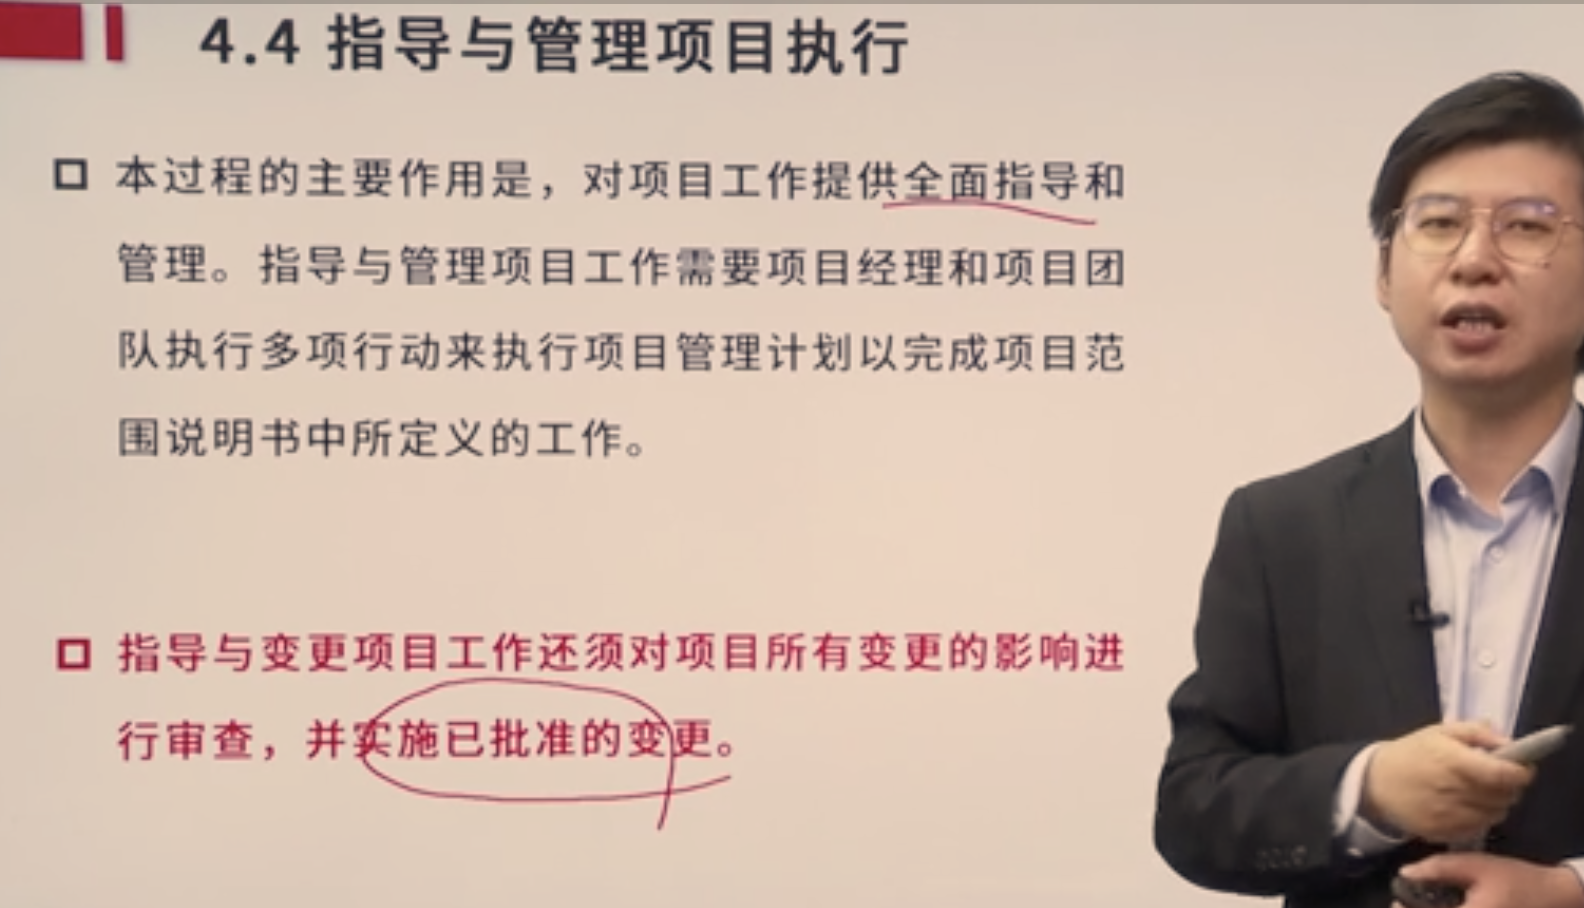 4.4 指导与管理项目执行
本过程的主要作用是，对项目工作提供全面指导和
管理。指导与管理项目工作需要项目经理和项目团
队执行多项行动来执行项目管理计划以完成项目范
围说明书中所定义的工作。
指导与变更项目工作还须对项目所有变更的影响进
行审查，并实施已批准的变更。